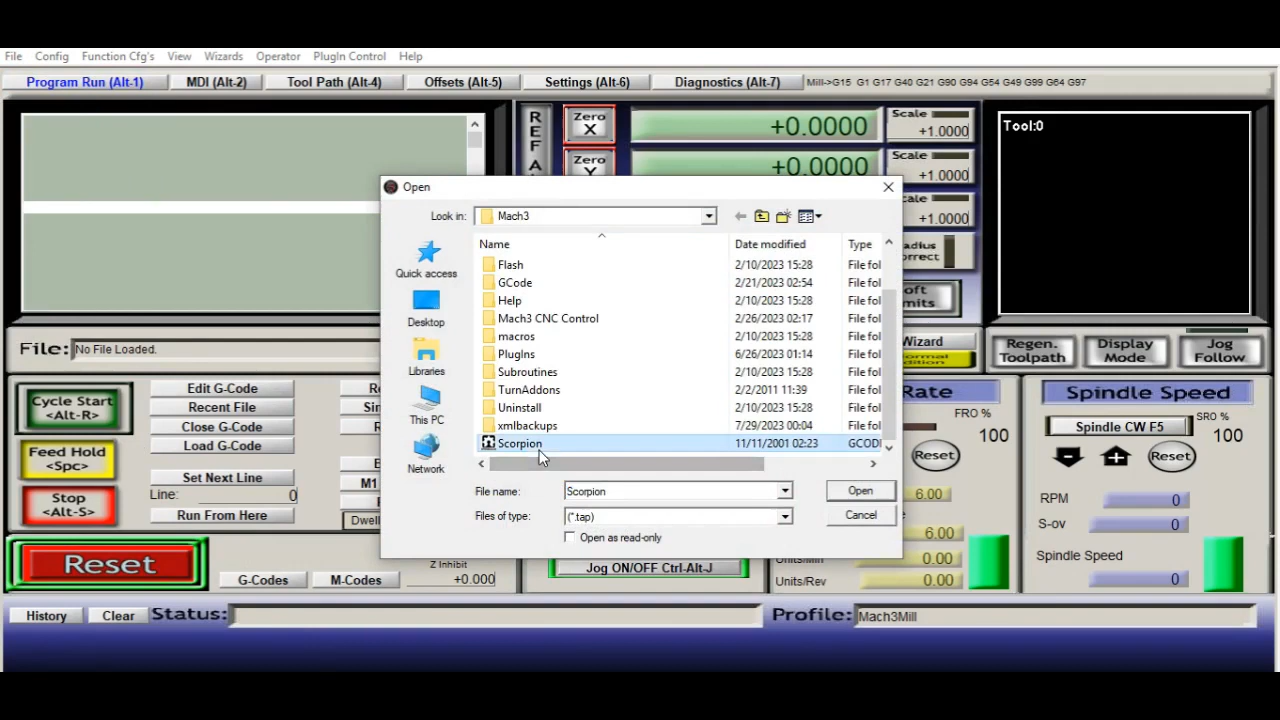 File Config Function Cfg's View Wizards Operator PlugIn Control Help
Program Run (Alt-1) MDI (Alt-2) Tool Path (Alt-4) Offsets (Alt-5) Settings (Alt-6) Diagnostics (Alt-7) Mill->G15 G1 G17 G40 G21 G90 G94 G54 G49 G99 G64 G97
REF A
Zero X
+0.0000
Scale +1.0000
Zero Y
+0.0000
Scale +1.0000
+1.0000
Tool:0
Open
Look in: Mach3
Name Date modified Type
Flash 2/10/2023 15:28 File fol
GCode 2/21/2023 02:54 File fol
Help 2/10/2023 15:28 File fol
Mach3 CNC Control 2/26/2023 02:17 File fol
macros 2/10/2023 15:28 File fol
PlugIns 6/26/2023 01:14 File fol
Subroutines 2/10/2023 15:28 File fol
TurnAddons 2/2/2011 11:39 File fol
Uninstall 2/10/2023 15:28 File fol
xmlbackups 7/29/2023 00:04 File fol
Scorpion 11/11/2001 02:23 GCOD
Quick access
Desktop
Libraries
This PC
Network
File name: Scorpion Open
Files of type: (*.tap) Cancel
Open as read-only
File: No File Loaded.
Wizard
Regen. Toolpath
Display Mode
Jog Follow
Cycle Start <Alt-R>
Feed Hold <Spc>
Stop <Alt-S>
Edit G-Code
Recent File
Close G-Code
Load G-Code
Set Next Line
Line: 0
Run From Here
M1
Dwel
Rate
FRO %
100
Reset
6.00
6.00
0.00
Units/Rev 0.00
Spindle Speed
Spindle CW F5
SRO %
100
Reset
RPM 0
S-ov 0
Spindle Speed 0
Reset
G-Codes M-Codes
Z Inhibit
+0.000
Jog ON/OFF Ctrl-Alt-J
History Clear Status: Profile: Mach3Mill